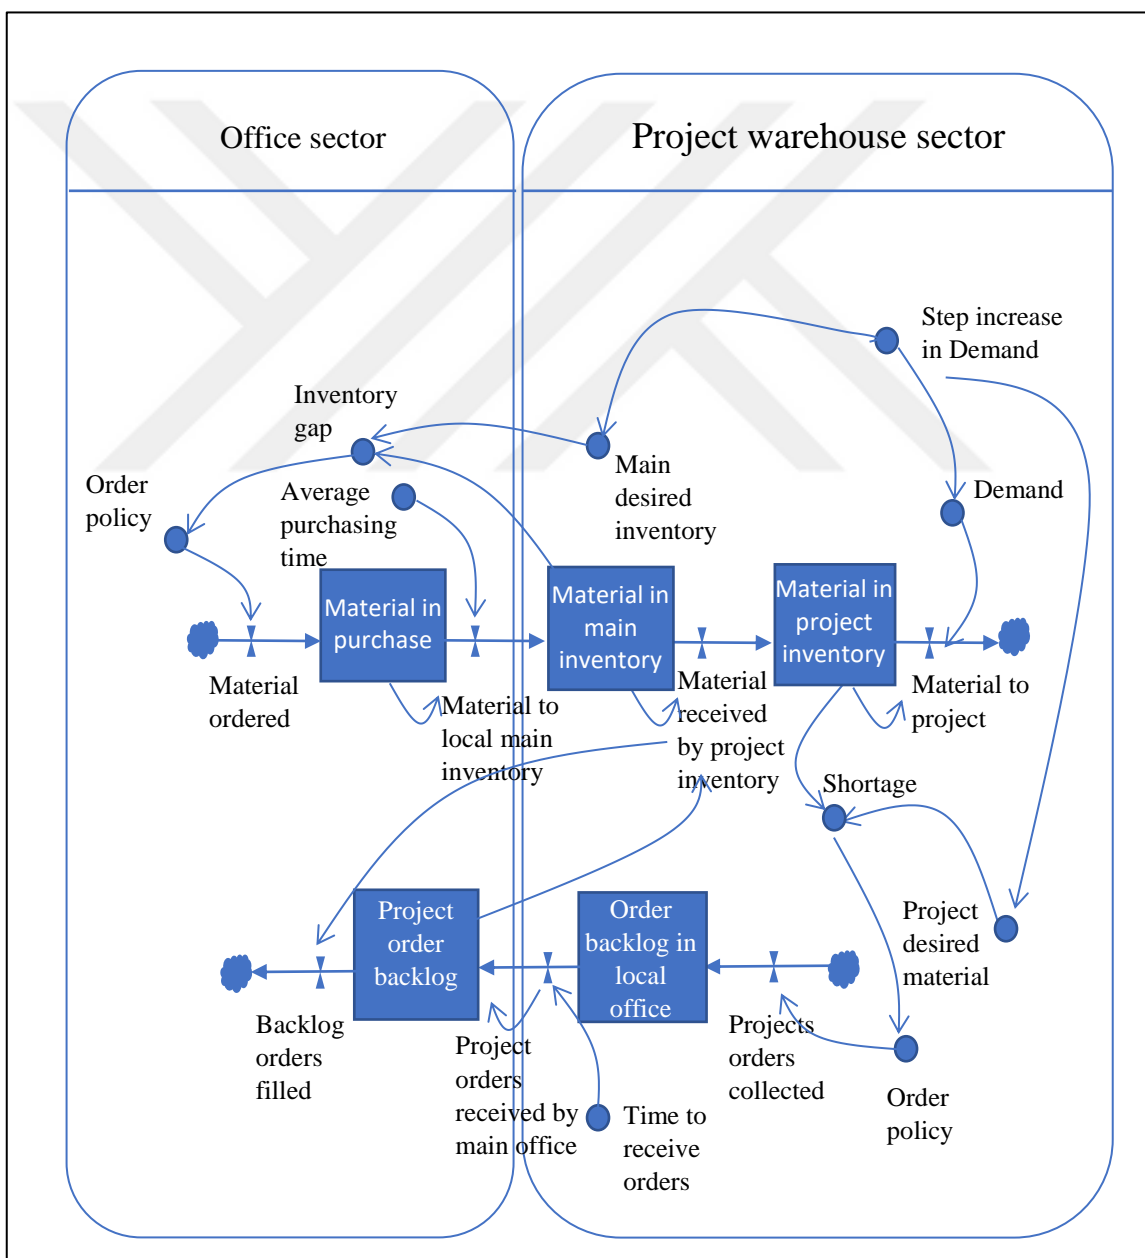 Office sector
Project warehouse sector
Step increase
in Demand
Inventory
gap
Main
desired
inventory
Demand
Order
policy
Average
purchasing
time
Material in
purchase
Material in
main
inventory
Material in
project
inventory
Material
ordered
Material to
local main
inventory
Material
received
by project
inventory
Material to
project
Shortage
Project
order
backlog
Order
backlog in
local
office
Project
desired
material
Backlog
orders
filled
Project
orders
received by
main office
Time to
receive
orders
Projects
orders
collected
Order
policy